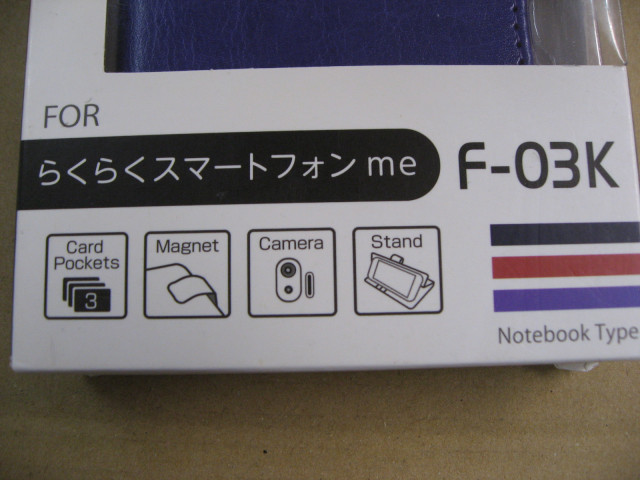 FOR
らくらくスマートフォン me F-03K
Card Pockets 3
Magnet
Camera
Stand
Notebook Type